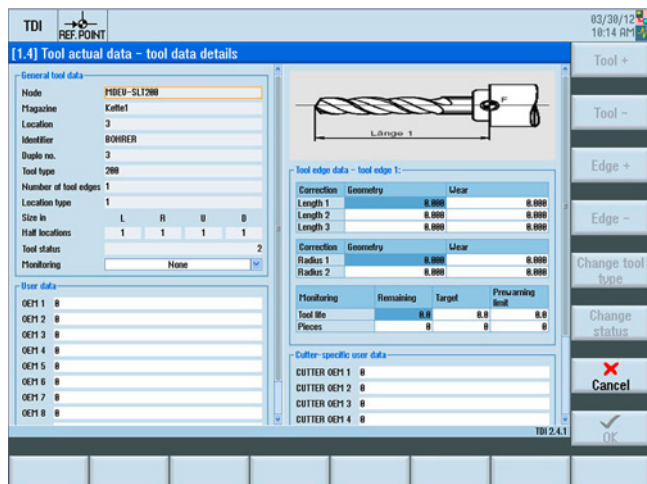 TDI
REF. POINT
03/30/12
10:14 AM
[1.4] Tool actual data - tool data details
General tool data
Node MDEV-SLT200
Magazine Kette1
Location 3
Identifier BOHRER
Duplo no. 3
Tool type 200
Number of tool edges 1
Location type 1
Size in L R U D
Half locations 1 1 1 1
Tool status 2
Monitoring None
User data
OEM 1 0
OEM 2 0
OEM 3 0
OEM 4 0
OEM 5 0
OEM 6 0
OEM 7 0
OEM 8 0
F
Länge 1
Tool edge data - tool edge 1:
Correction Geometry Wear
Length 1 0.000 0.000
Length 2 0.000 0.000
Length 3 0.000 0.000
Correction Geometry Wear
Radius 1 0.000 0.000
Radius 2 0.000 0.000
Monitoring Remaining Target Prewarning limit
Tool life 0.0 0.0 0.0
Pieces 0 0 0
Cutter-specific user data
CUTTER OEM 1 0
CUTTER OEM 2 0
CUTTER OEM 3 0
CUTTER OEM 4 0
TDI 2.4.1
Tool +
Tool -
Edge +
Edge -
Change tool
type
Change
status
Cancel
OK